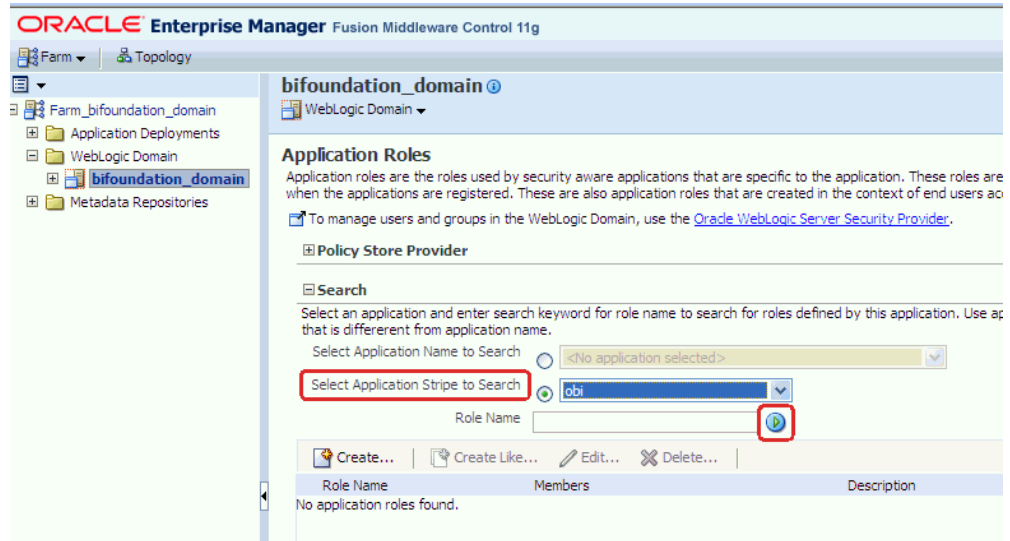 ORACLE Enterprise Manager Fusion Middleware Control 11g
Farm Topology
Farm_bifoundation_domain
Application Deployments
WebLogic Domain
bifoundation_domain
Metadata Repositories
bifoundation_domain
WebLogic Domain
Application Roles
Application roles are the roles used by security aware applications that are specific to the application. These roles are
when the applications are registered. These are also application roles that are created in the context of end users ac
To manage users and groups in the WebLogic Domain, use the Oracle WebLogic Server Security Provider.
Policy Store Provider
Search
Select an application and enter search keyword for role name to search for roles defined by this application. Use ap
that is differerent from application name.
Select Application Name to Search <No application selected>
Select Application Stripe to Search obi
Role Name
Create... Create Like... Edit... Delete...
Role Name Members Description
No application roles found.